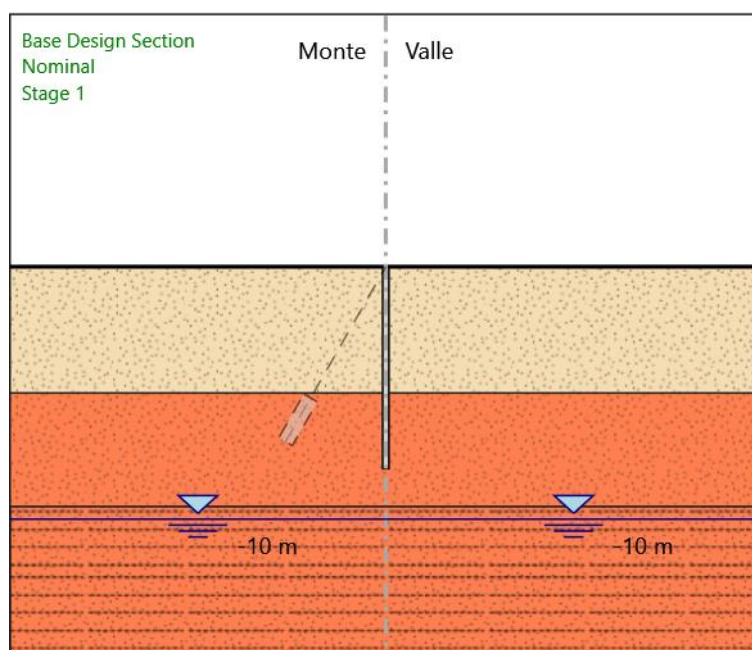 Base Design Section
Nominal
Stage 1
Monte
Valle
-10 m
-10 m